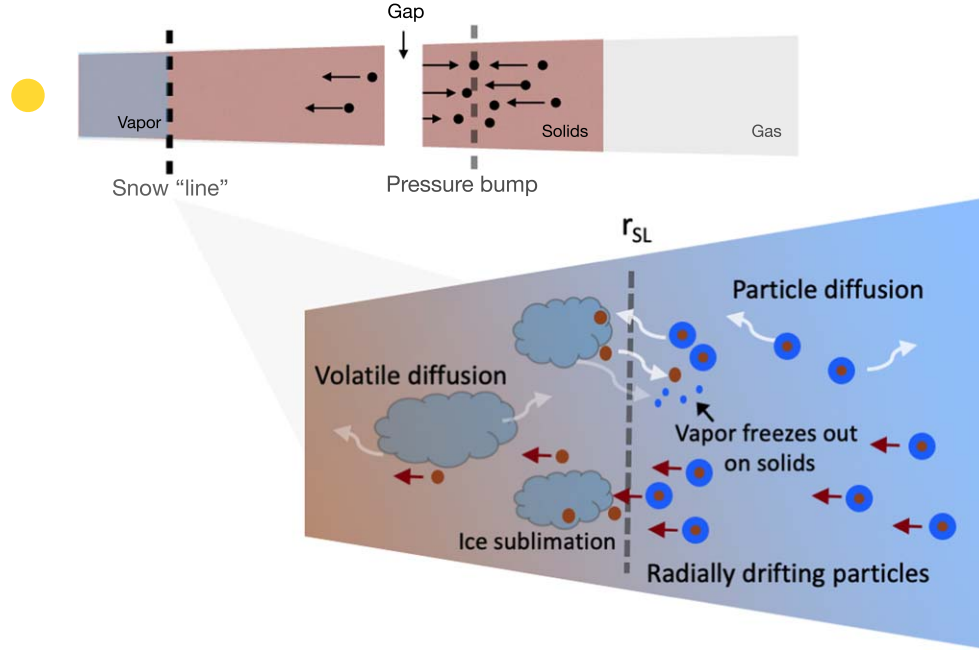 Gap
Vapor
Solids
Gas
Snow “line”
Pressure bump
rSL
Particle diffusion
Volatile diffusion
Vapor freezes out
on solids
Ice sublimation
Radially drifting particles